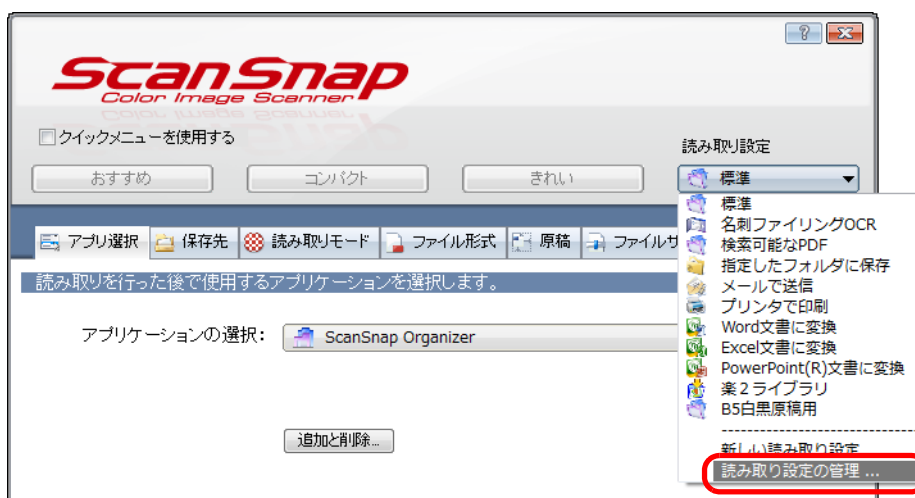 ScanSnap
Color Image Scanner
クイックメニューを使用する
読み取り設定
おすすめ
コンパクト
きれい
標準
アプリ選択
保存先
読み取りモード
ファイル形式
原稿
ファイルサ
読み取りを行った後で使用するアプリケーションを選択します。
アプリケーションの選択:
ScanSnap Organizer
追加と削除...
標準
名刺ファイリングOCR
検索可能なPDF
指定したフォルダに保存
メールで送信
プリンタで印刷
Word文書に変換
Excel文書に変換
PowerPoint(R)文書に変換
楽2ライブラリ
B5白黒原稿用
新しい読み取り設定
読み取り設定の管理 ...